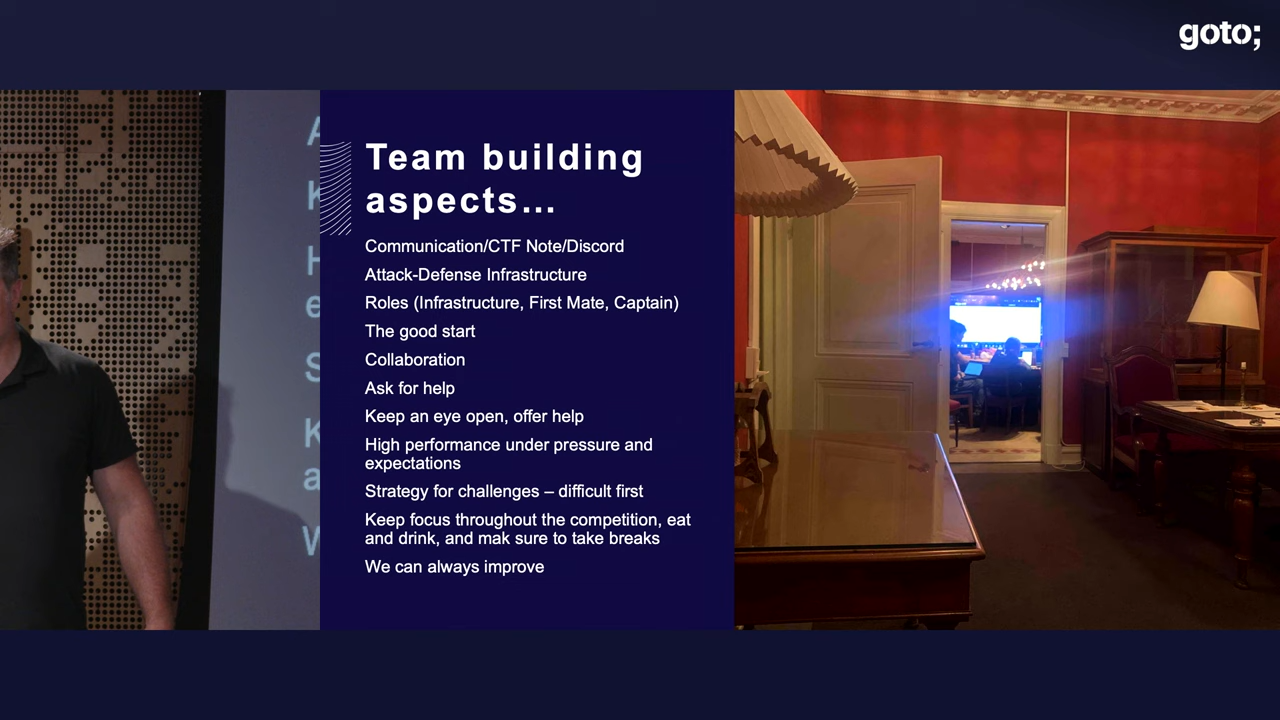 goto;
Team building
aspects...
Communication/CTF Note/Discord
Attack-Defense Infrastructure
Roles (Infrastructure, First Mate, Captain)
The good start
Collaboration
Ask for help
Keep an eye open, offer help
High performance under pressure and
expectations
Strategy for challenges – difficult first
Keep focus throughout the competition, eat
and drink, and mak sure to take breaks
We can always improve